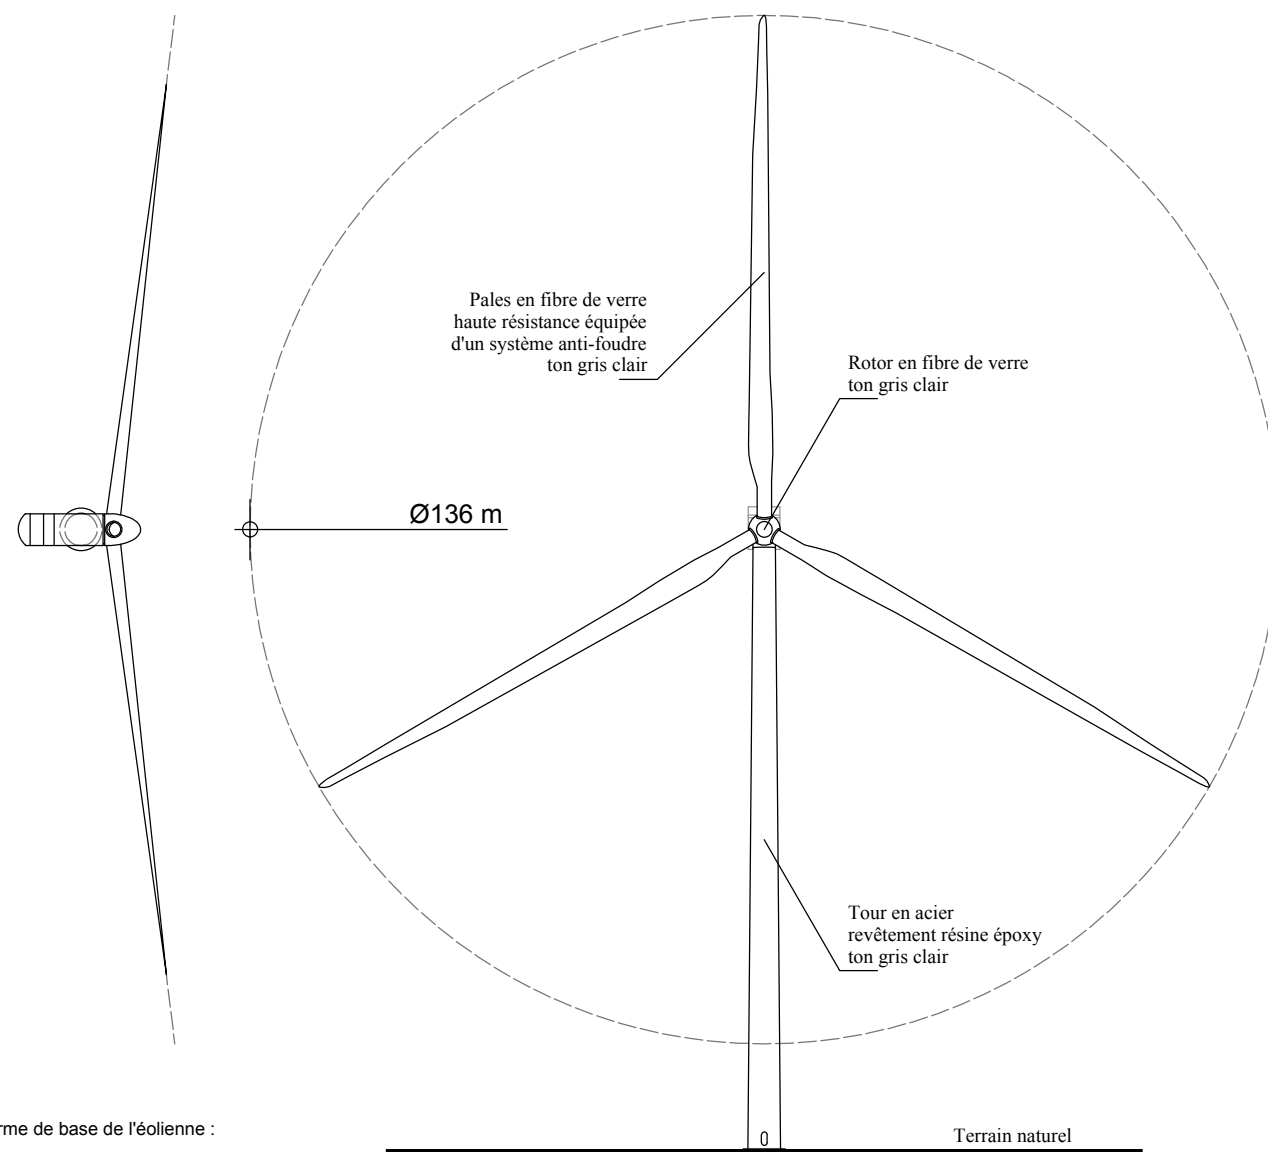 Pales en fibre de verre
haute résistance équipée
d'un système anti-foudre
ton gris clair
Rotor en fibre de verre
ton gris clair
Ø136 m
Tour en acier
revêtement résine époxy
ton gris clair
rme de base de l'éolienne :
Terrain naturel